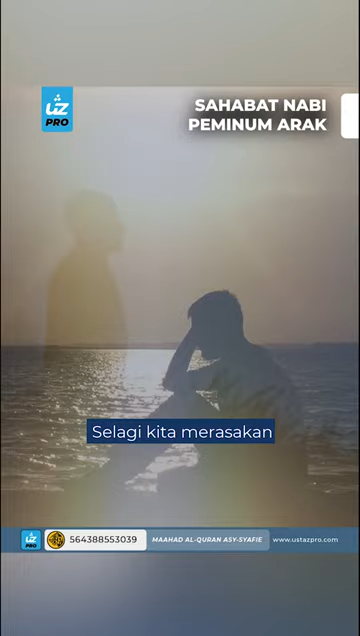 UZ
PRO
SAHABAT NABI
PEMINUM ARAK
Selagi kita merasakan
UZ
PRO
564388553039
MAAHAD AL-QURAN ASY-SYAFIE
www.ustazpro.com